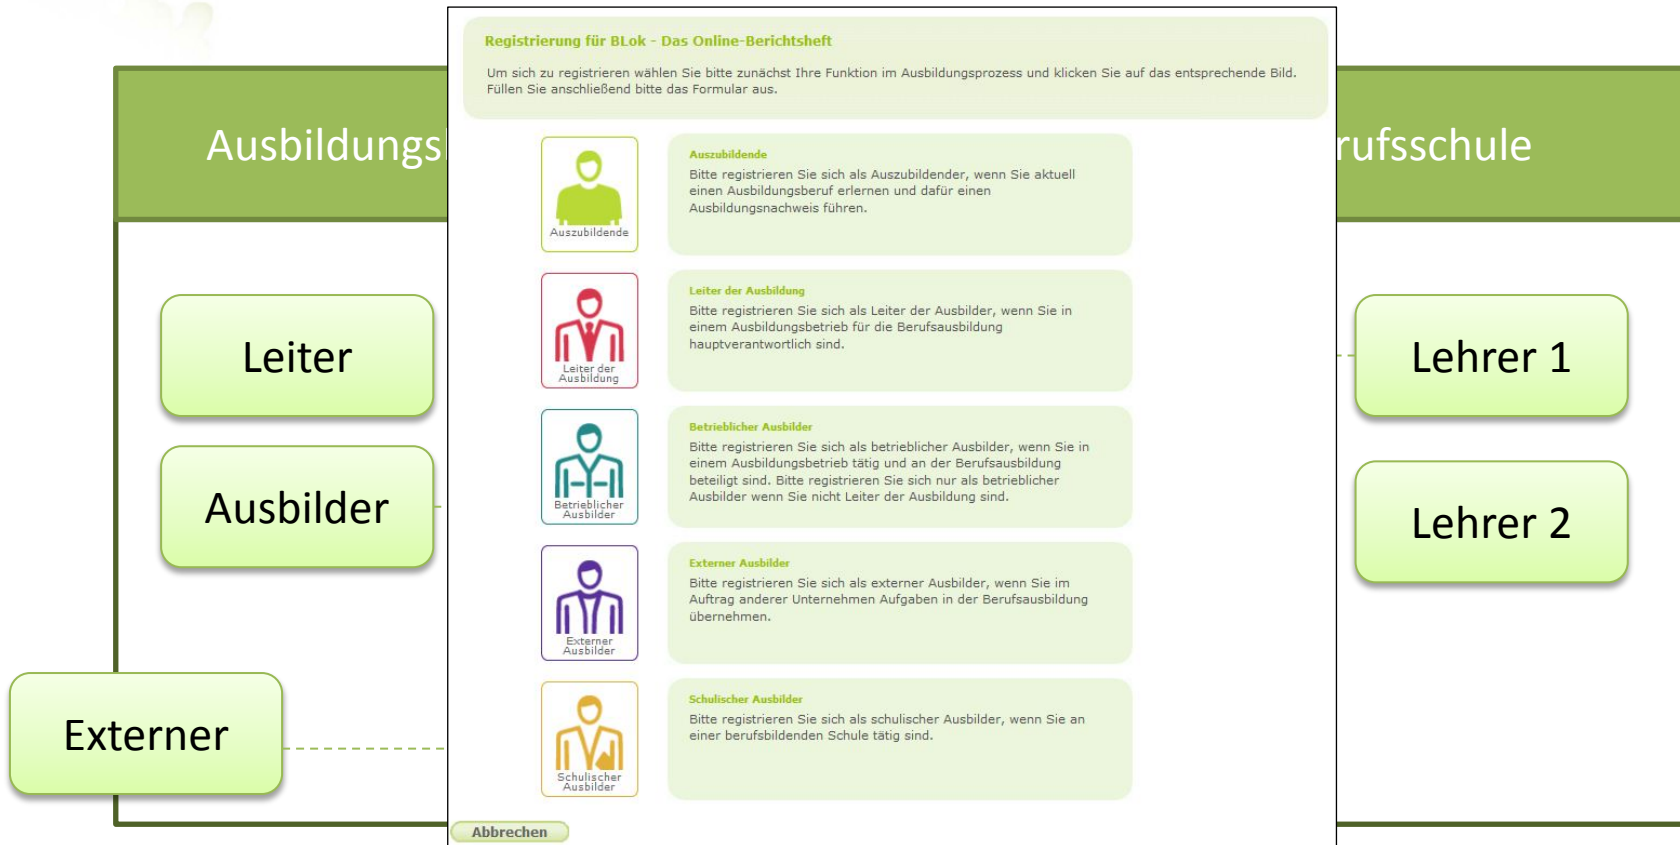 Registrierung für BLok - Das Online-Berichtsheft
Um sich zu registrieren wählen Sie bitte zunächst Ihre Funktion im Ausbildungsprozess und klicken Sie auf das entsprechende Bild.
Füllen Sie anschließend bitte das Formular aus.
Ausbildungs
rufsschule
Leiter
Ausbilder
Externer
Auszubildende
Auszubildende
Bitte registrieren Sie sich als Auszubildender, wenn Sie aktuell
einen Ausbildungsberuf erlernen und dafür einen
Ausbildungsnachweis führen.
Leiter der
Ausbildung
Leiter der Ausbildung
Bitte registrieren Sie sich als Leiter der Ausbilder, wenn Sie in
einem Ausbildungsbetrieb für die Berufsausbildung
hauptverantwortlich sind.
Betrieblicher
Ausbilder
Betrieblicher Ausbilder
Bitte registrieren Sie sich als betrieblicher Ausbilder, wenn Sie in
einem Ausbildungsbetrieb tätig und an der Berufsausbildung
beteiligt sind. Bitte registrieren Sie sich nur als betrieblicher
Ausbilder wenn Sie nicht Leiter der Ausbildung sind.
Externer
Ausbilder
Externer Ausbilder
Bitte registrieren Sie sich als externer Ausbilder, wenn Sie im
Auftrag anderer Unternehmen Aufgaben in der Berufsausbildung
übernehmen.
Schulischer
Ausbilder
Schulischer Ausbilder
Bitte registrieren Sie sich als schulischer Ausbilder, wenn Sie an
einer berufsbildenden Schule tätig sind.
Abbrechen
Lehrer 1
Lehrer 2